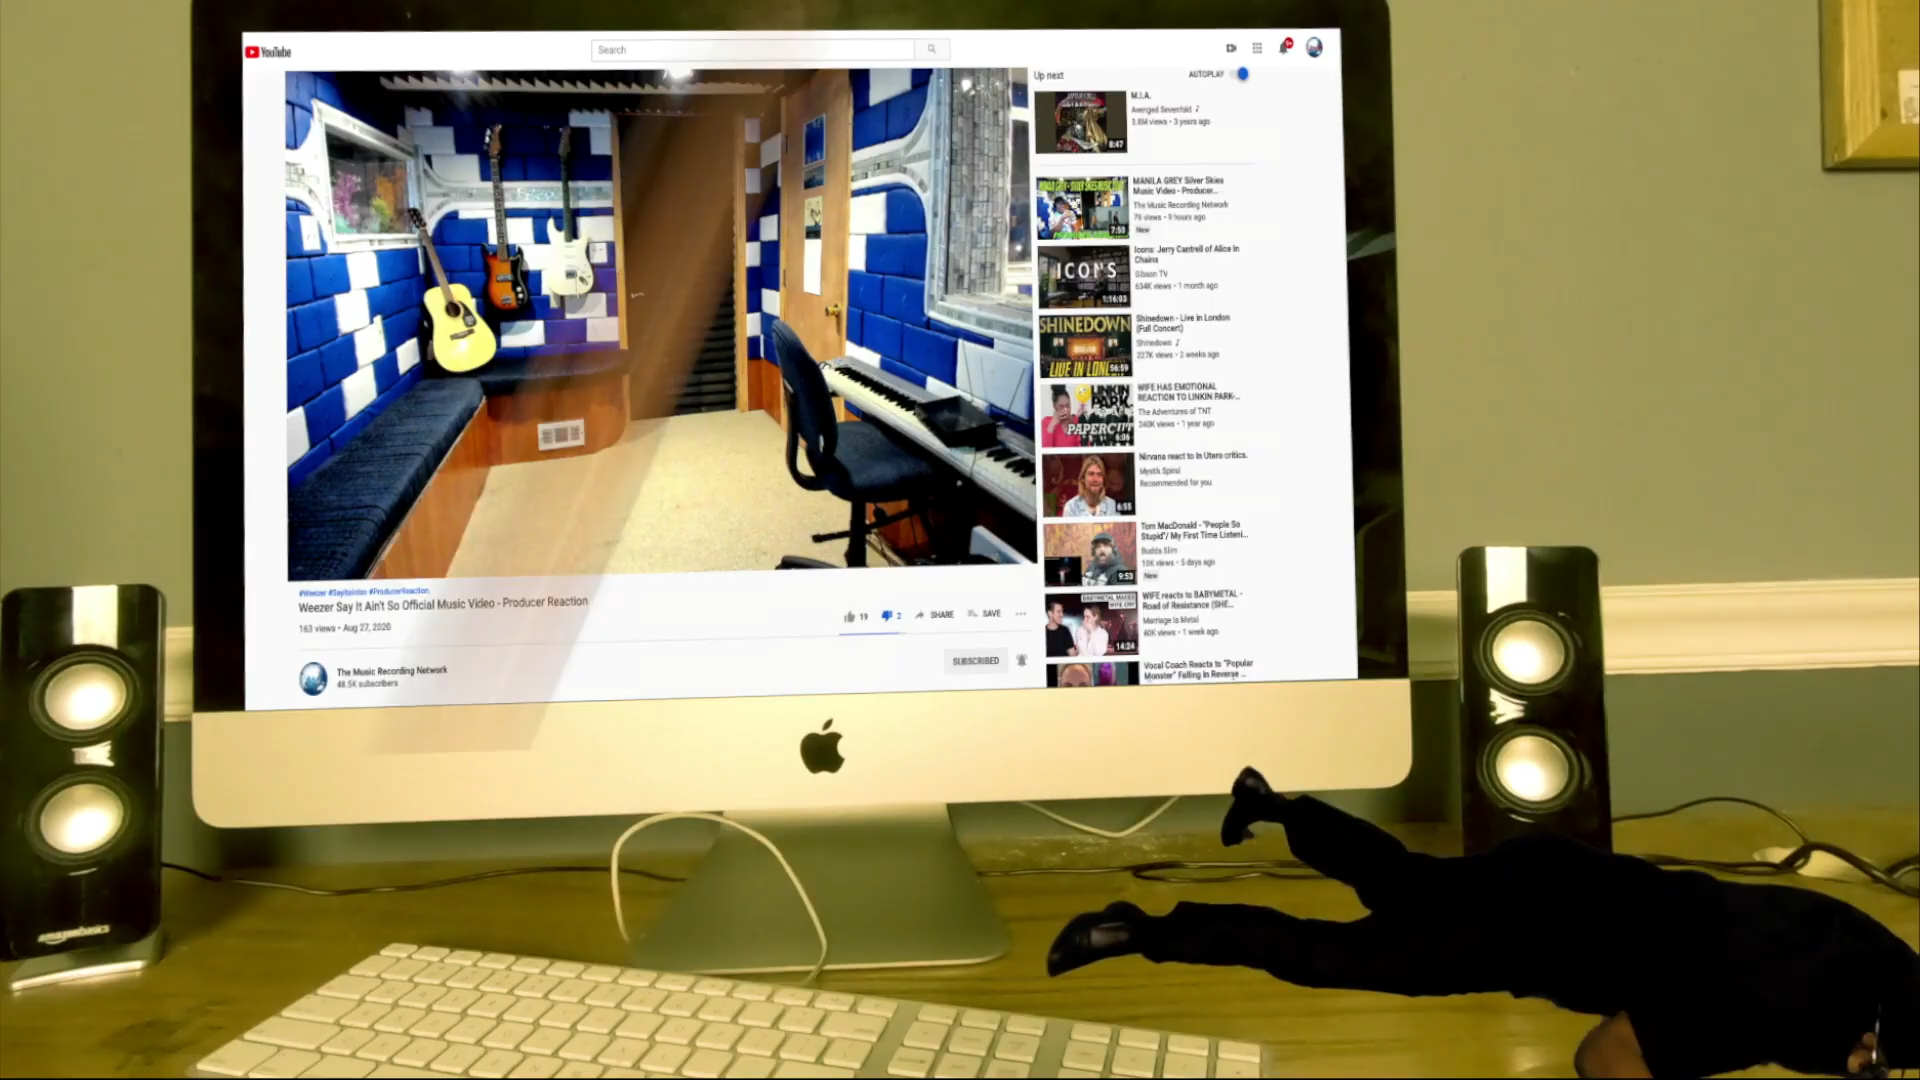 YouTube
Search
Up next
AUTOPLAY
M.I.A.
Avenged Sevenfold
3.8M views • 3 years ago
8:47
MANILA GREY Silver Skies
Music Video - Producer...
The Music Recording Network
79 views • 9 hours ago
New
7:50
Icons: Jerry Cantrell of Alice In
Chains
Gibson TV
634K views • 1 month ago
ICONS
1:16:03
Shinedown - Live in London
(Full Concert)
Shinedown
227K views • 2 weeks ago
SHINEDOWN
LIVE IN
56:59
WIFE HAS EMOTIONAL
REACTION TO LINKIN PARK-...
The Adventures of TNT
240K views • 1 year ago
LINKIN
PARK
PAPERCUT
6:06
Nirvana react to In Utero critics.
Mystik Spiral
Recommended for you
6:55
Tom MacDonald - "People So
Stupid"/ My First Time Listeni...
Budda Slim
10K views • 5 days ago
New
9:53
WIFE reacts to BABYMETAL -
Road of Resistance (SHE...
Marriage Is Metal
80K views • 1 week ago
BABYMETAL MAKES
WIFE CRY
14:24
Vocal Coach Reacts to "Popular
Monster" Falling In Reverse ...
#Weezer #SayItAintso #ProducerReaction
Weezer Say It Ain't So Official Music Video - Producer Reaction
163 views • Aug 27, 2020
19
2
SHARE
SAVE
The Music Recording Network
48.5K subscribers
SUBSCRIBED
amazonbasics